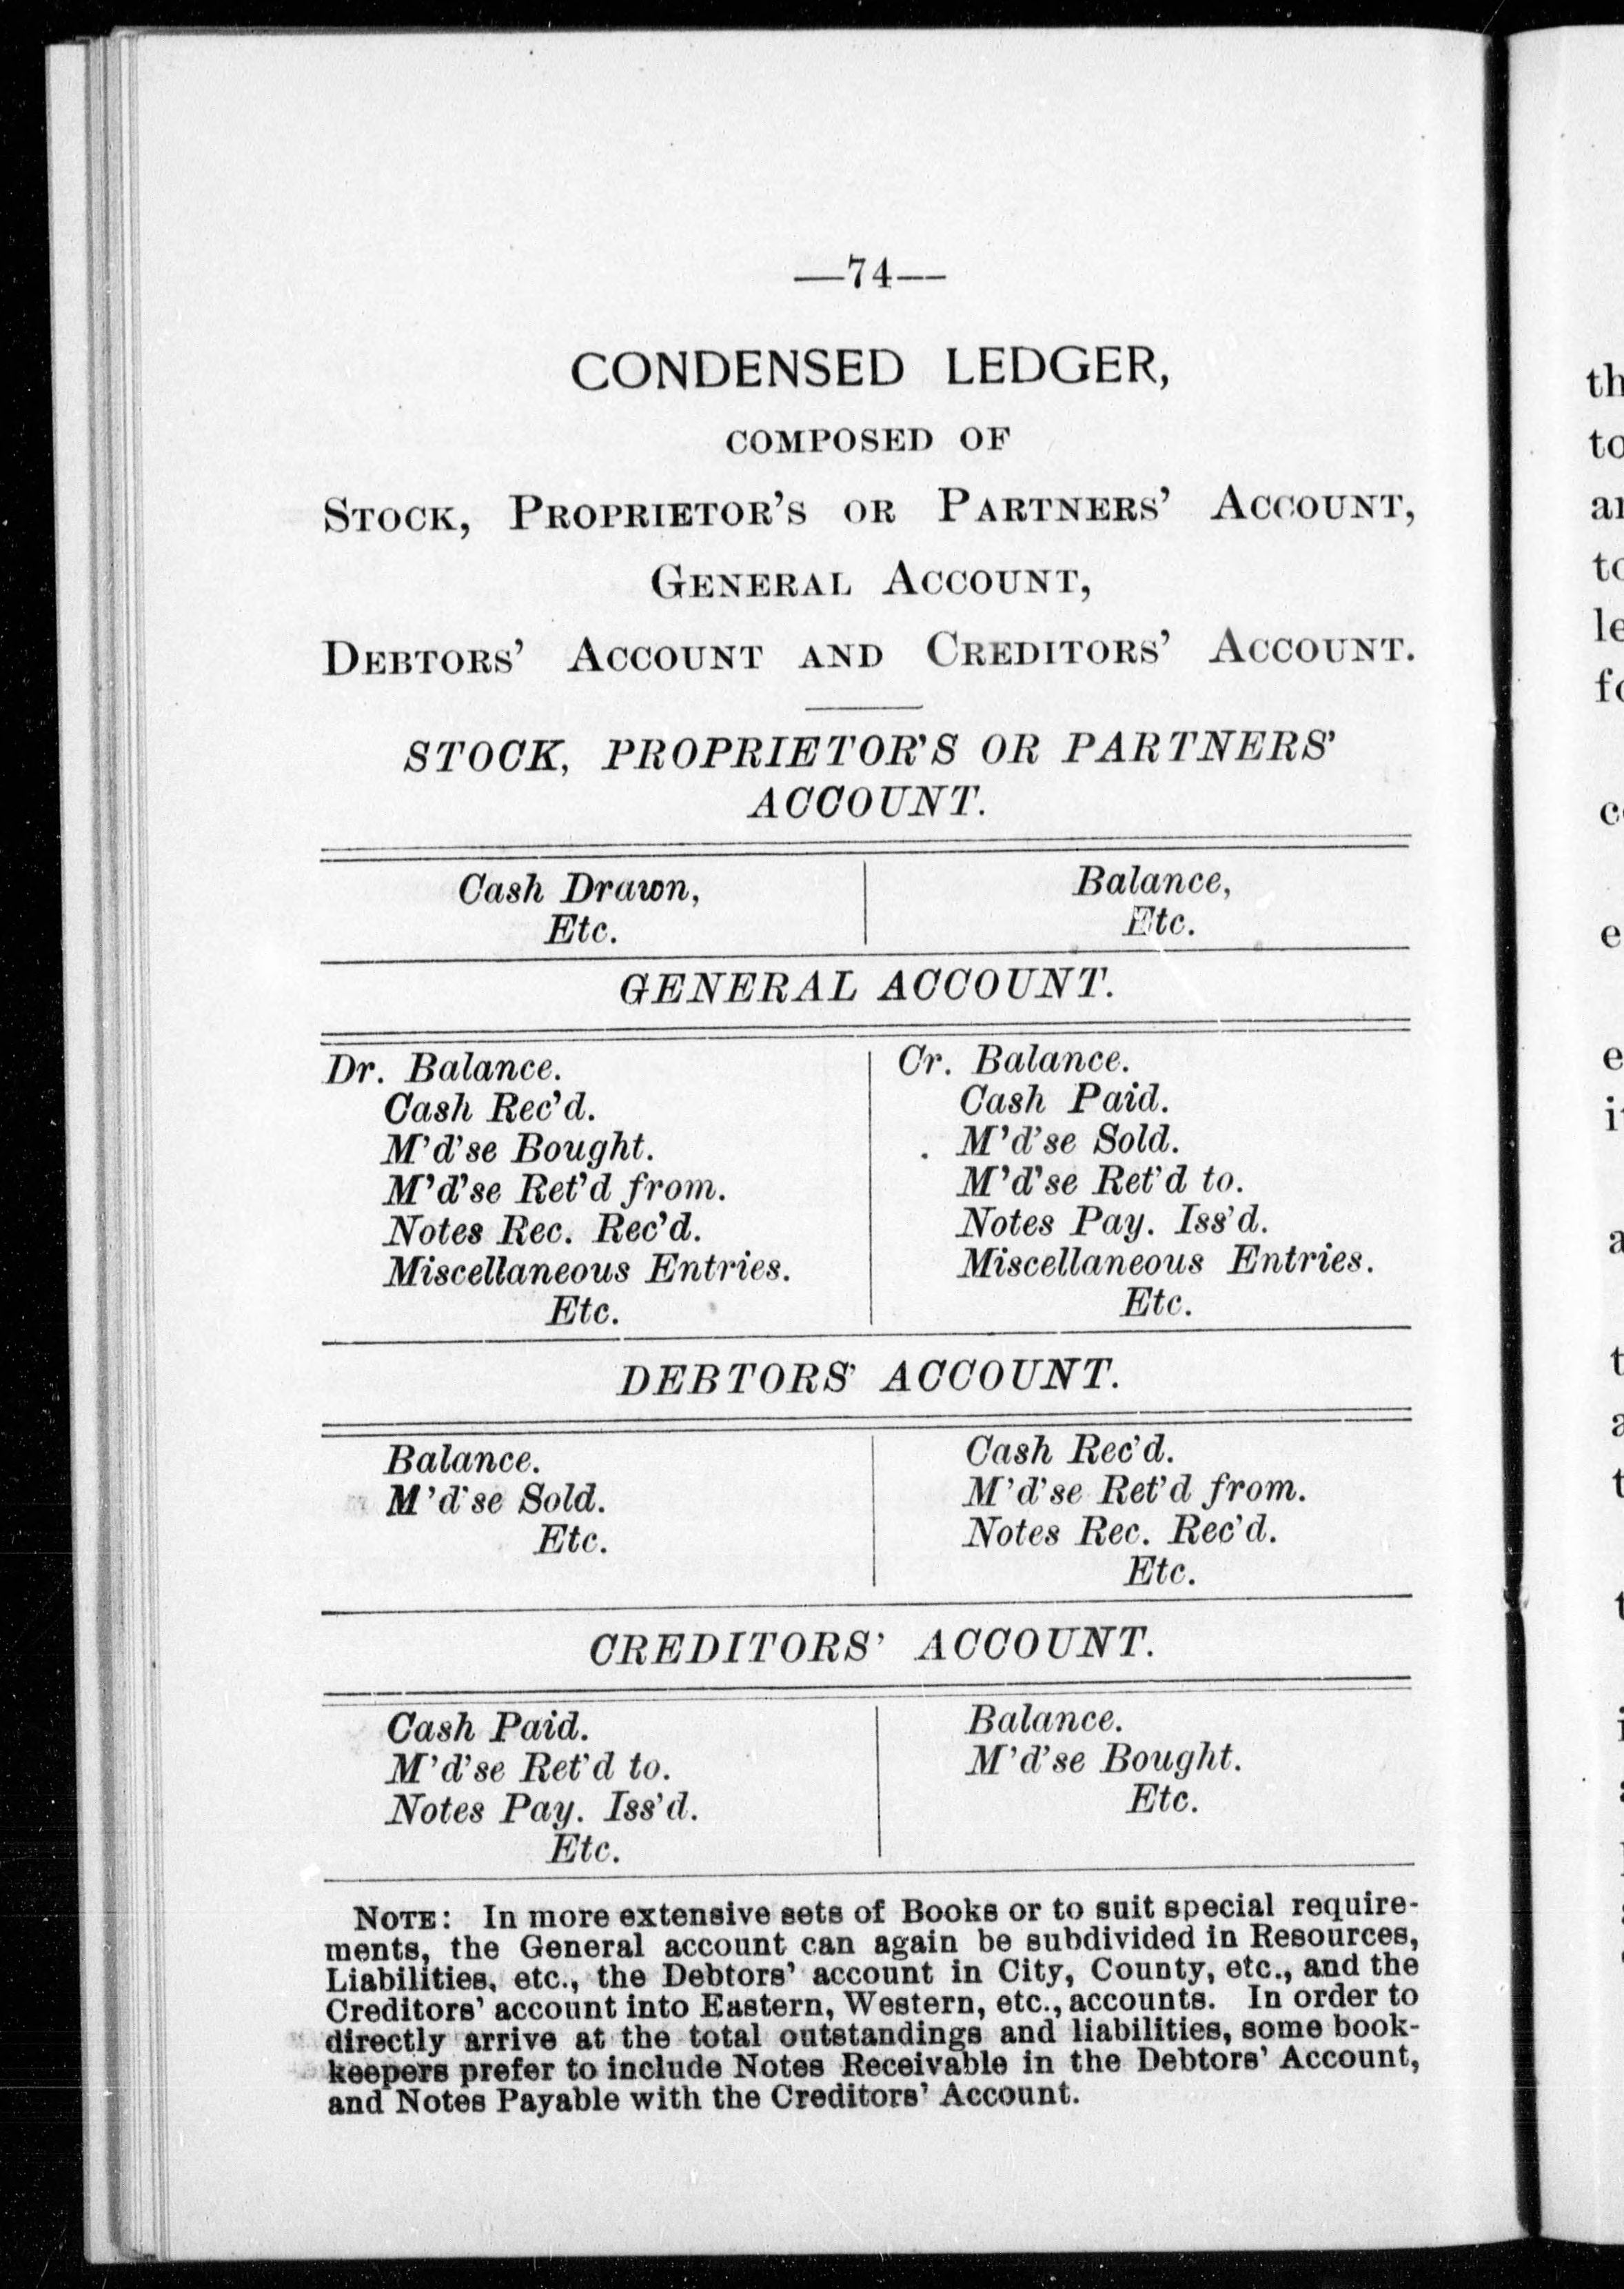 —74—
CONDENSED LEDGER,
COMPOSED OF
STOCK, PROPRIETOR'S OR PARTNERS' ACCOUNT,
GENERAL ACCOUNT,
DEBTORS' ACCOUNT AND CREDITORS' ACCOUNT.
STOCK, PROPRIETOR'S OR PARTNERS'
ACCOUNT.
Cash Drawn,
Etc.
Balance,
Etc.
GENERAL ACCOUNT.
Dr. Balance.
Cash Rec'd.
M'd'se Bought.
M'd'se Ret'd from.
Notes Rec. Rec'd.
Miscellaneous Entries.
Etc.
Cr. Balance.
Cash Paid.
M'd'se Sold.
M'd'se Ret'd to.
Notes Pay. Iss'd.
Miscellaneous Entries.
Etc.
DEBTORS' ACCOUNT.
Balance.
M'd'se Sold.
Etc.
Cash Rec'd.
M'd'se Ret'd from.
Notes Rec. Rec'd.
Etc.
CREDITORS' ACCOUNT.
Cash Paid.
M'd'se Ret'd to.
Notes Pay. Iss'd.
Etc.
Balance.
M'd'se Bought.
Etc.
NOTE: In more extensive sets of Books or to suit special require-
ments, the General account can again be subdivided in Resources,
Liabilities, etc., the Debtors' account in City, County, etc., and the
Creditors' account into Eastern, Western, etc., accounts. In order to
directly arrive at the total outstandings and liabilities, some book-
keepers prefer to include Notes Receivable in the Debtors' Account,
and Notes Payable with the Creditors' Account.